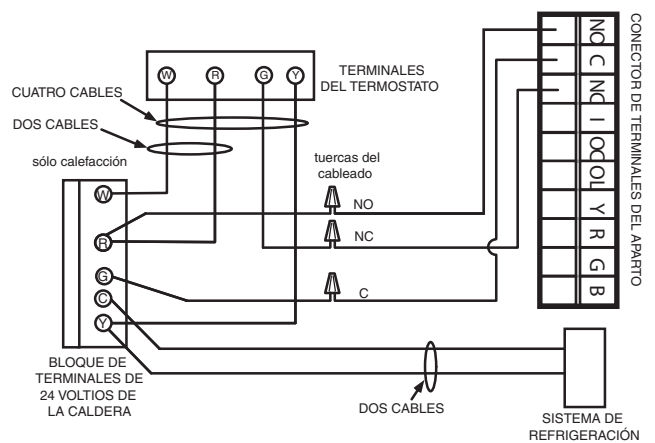 W R G Y
TERMINALES
DEL TERMOSTATO
CUATRO CABLES
DOS CABLES
sólo calefacción
tuercas del
cableado
W
R
G
C
Y
NO
NC
C
BLOQUE DE
TERMINALES DE
24 VOLTIOS DE
LA CALDERA
DOS CABLES
SISTEMA DE
REFRIGERACIÓN
NO
C
NC
I
OC
OL
Y
R
G
B
CONECTOR DE TERMINALES DEL APARTO